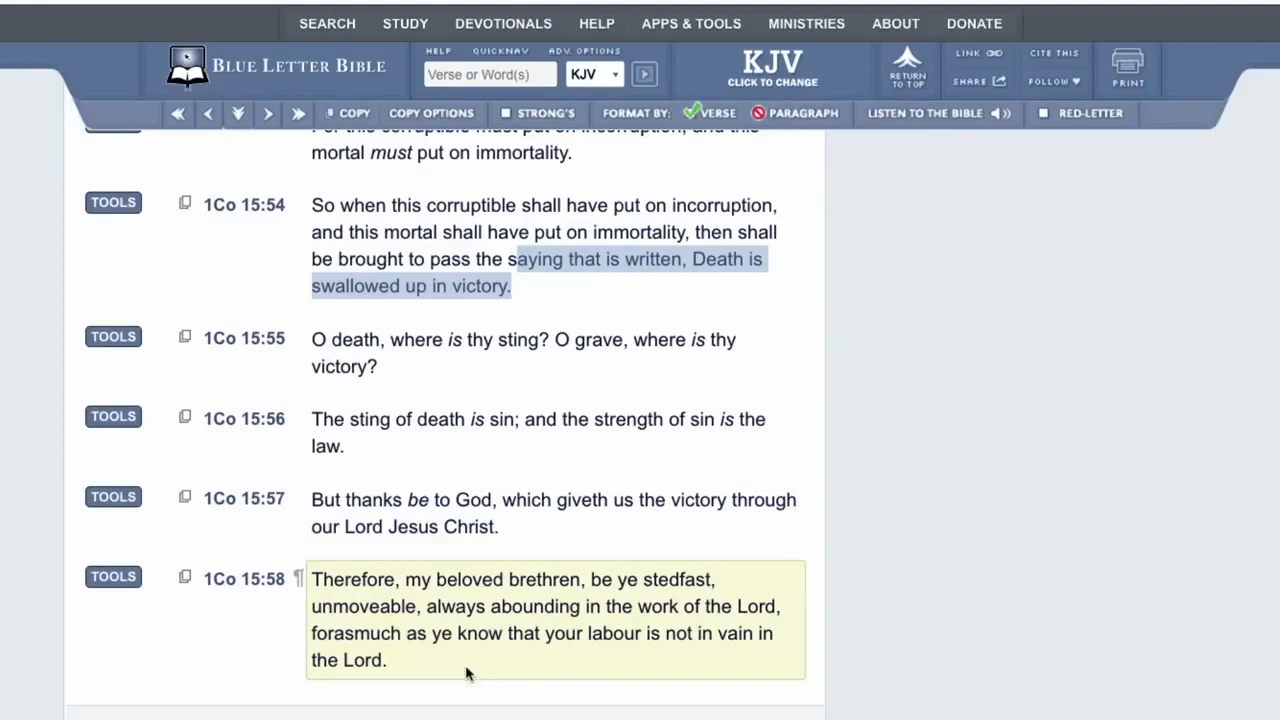 SEARCH STUDY DEVOTIONALS HELP APPS & TOOLS MINISTRIES ABOUT DONATE
BLUE LETTER BIBLE
HELP QUICKNAV ADV. OPTIONS
Verse or Word(s) KJV
KJV
CLICK TO CHANGE
RETURN
TO TOP
LINK CITE THIS
SHARE FOLLOW
PRINT
COPY COPY OPTIONS STRONG'S FORMAT BY: VERSE PARAGRAPH LISTEN TO THE BIBLE RED-LETTER
For this corruptible must put on incorruption, and this
mortal must put on immortality.
TOOLS 1Co 15:54 So when this corruptible shall have put on incorruption,
and this mortal shall have put on immortality, then shall
be brought to pass the saying that is written, Death is
swallowed up in victory.
TOOLS 1Co 15:55 O death, where is thy sting? O grave, where is thy
victory?
TOOLS 1Co 15:56 The sting of death is sin; and the strength of sin is the
law.
TOOLS 1Co 15:57 But thanks be to God, which giveth us the victory through
our Lord Jesus Christ.
TOOLS 1Co 15:58 ¶ Therefore, my beloved brethren, be ye stedfast,
unmoveable, always abounding in the work of the Lord,
forasmuch as ye know that your labour is not in vain in
the Lord.